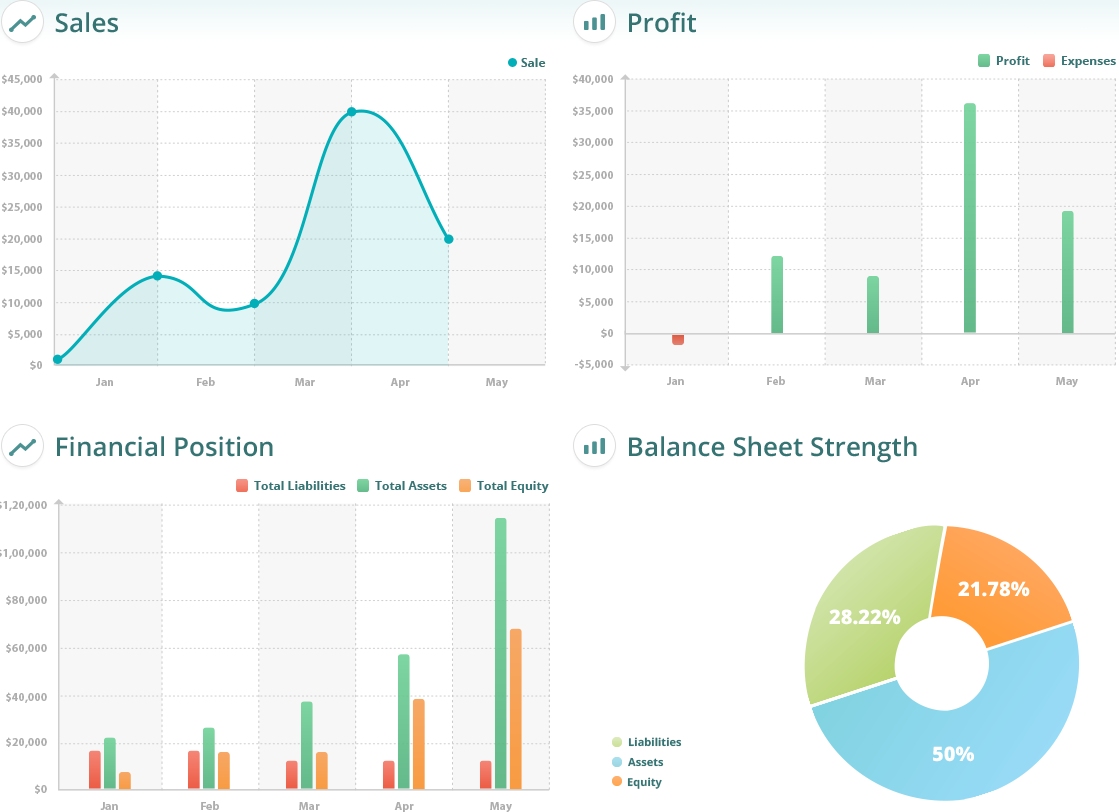 Sales
Sale
$45,000
$40,000
$35,000
$30,000
$25,000
$20,000
$15,000
$10,000
$5,000
$0
Jan Feb Mar Apr May
Profit
Profit Expenses
$40,000
$35,000
$30,000
$25,000
$20,000
$15,000
$10,000
$5,000
$0
-$5,000
Jan Feb Mar Apr May
Financial Position
Total Liabilities Total Assets Total Equity
$1,20,000
$1,00,000
$80,000
$60,000
$40,000
$20,000
$0
Jan Feb Mar Apr May
Balance Sheet Strength
21.78%
28.22%
50%
Liabilities
Assets
Equity